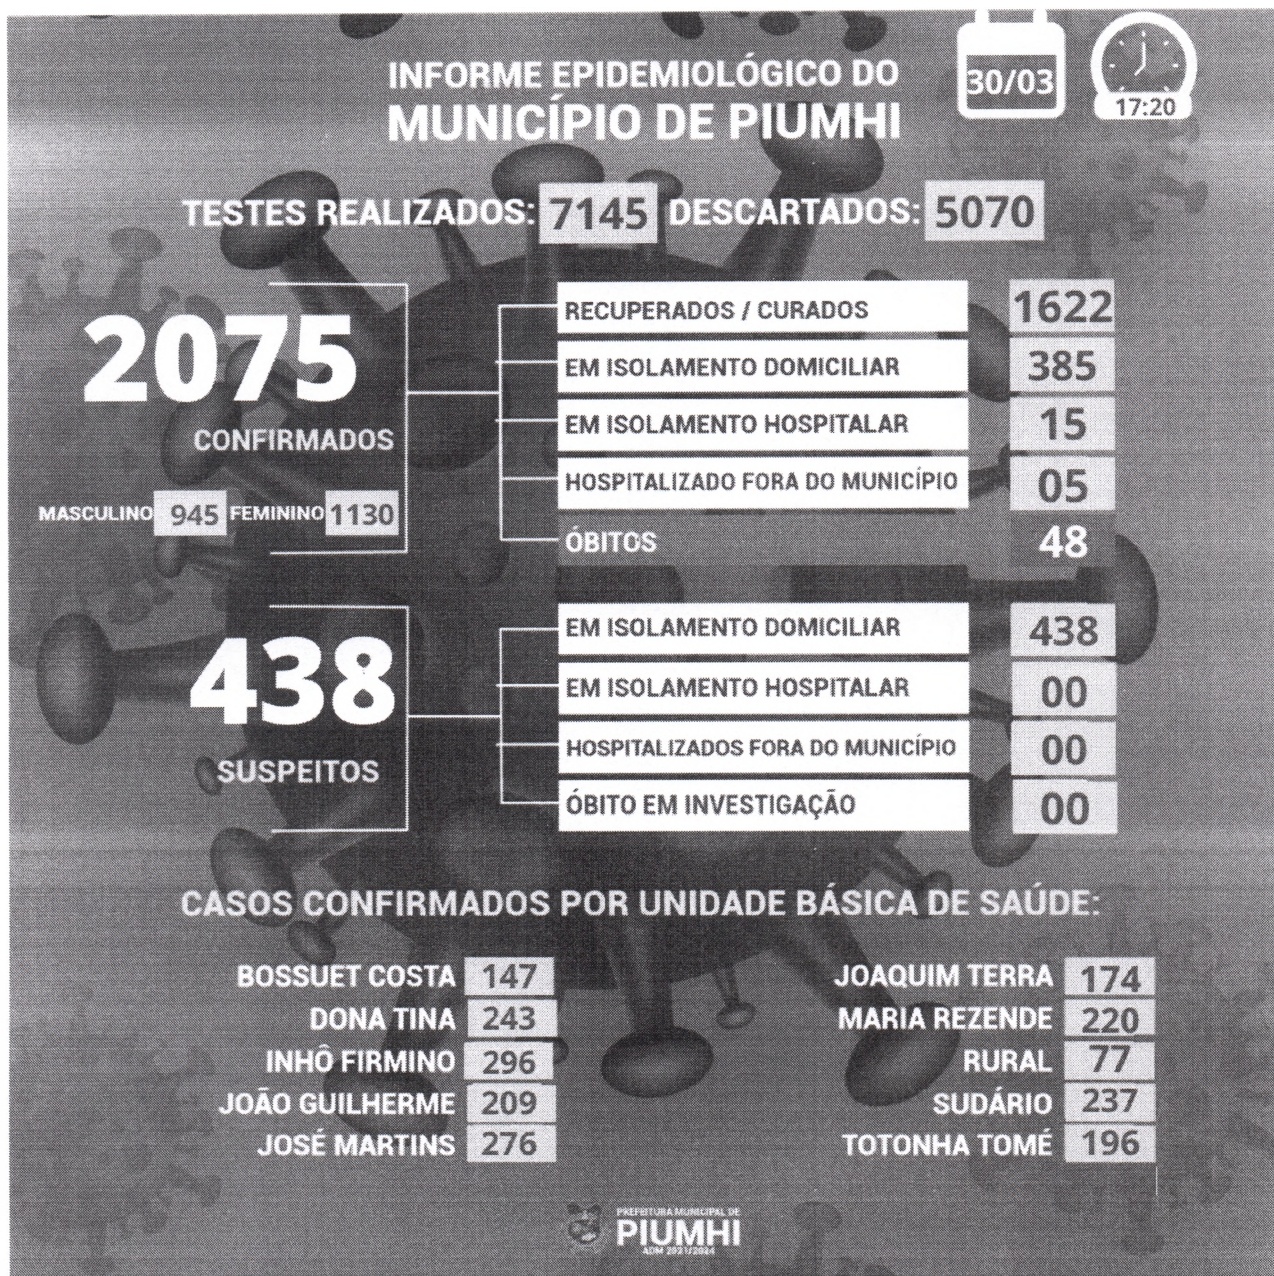 30/03
17:20
INFORME EPIDEMIOLÓGICO DO
MUNICÍPIO DE PIUMHI
TESTES REALIZADOS: 7145 DESCARTADOS: 5070
2075
CONFIRMADOS
MASCULINO 945 FEMININO 1130
RECUPERADOS / CURADOS 1622
EM ISOLAMENTO DOMICILIAR 385
EM ISOLAMENTO HOSPITALAR 15
HOSPITALIZADO FORA DO MUNICÍPIO 05
ÓBITOS 48
438
SUSPEITOS
EM ISOLAMENTO DOMICILIAR 438
EM ISOLAMENTO HOSPITALAR 00
HOSPITALIZADOS FORA DO MUNICÍPIO 00
ÓBITO EM INVESTIGAÇÃO 00
CASOS CONFIRMADOS POR UNIDADE BÁSICA DE SAÚDE:
BOSSUET COSTA 147
DONA TINA 243
INHÔ FIRMINO 296
JOÃO GUILHERME 209
JOSÉ MARTINS 276
JOAQUIM TERRA 174
MARIA REZENDE 220
RURAL 77
SUDÁRIO 237
TOTONHA TOMÉ 196
PREFEITURA MUNICIPAL DE
PIUMHI
ADM 2021/2024